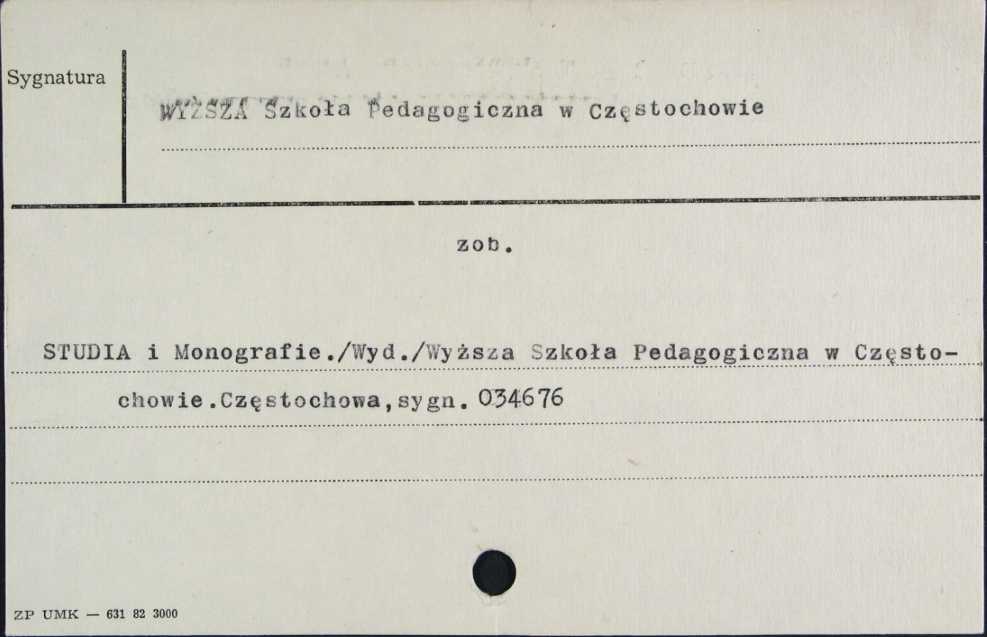 Sygnatura
WYŻSZA Szkoła Pedagogiczna w Częstochowie
zob.
STUDIA i Monografie./Wyd./Wyższa Szkoła Pedagogiczna w Często-
chowie.Częstochowa,sygn. 034676
ZP UMK — 631 82 3000